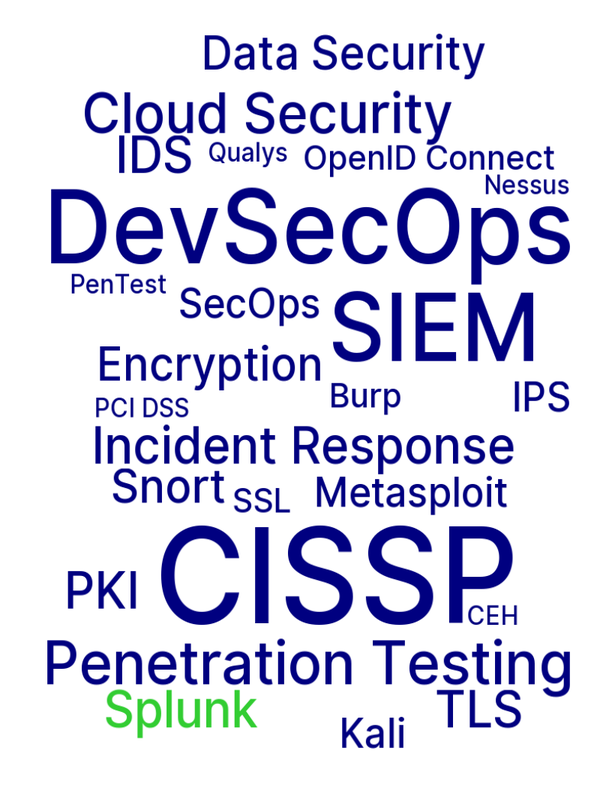 Data Security
Cloud Security
IDS Qualys OpenID Connect
Nessus
DevSecOps
PenTest
SecOps SIEM
Encryption
Burp IPS
PCI DSS
Incident Response
Snort SSL Metasploit
PKI CISSP
CEH
Penetration Testing
Splunk TLS
Kali